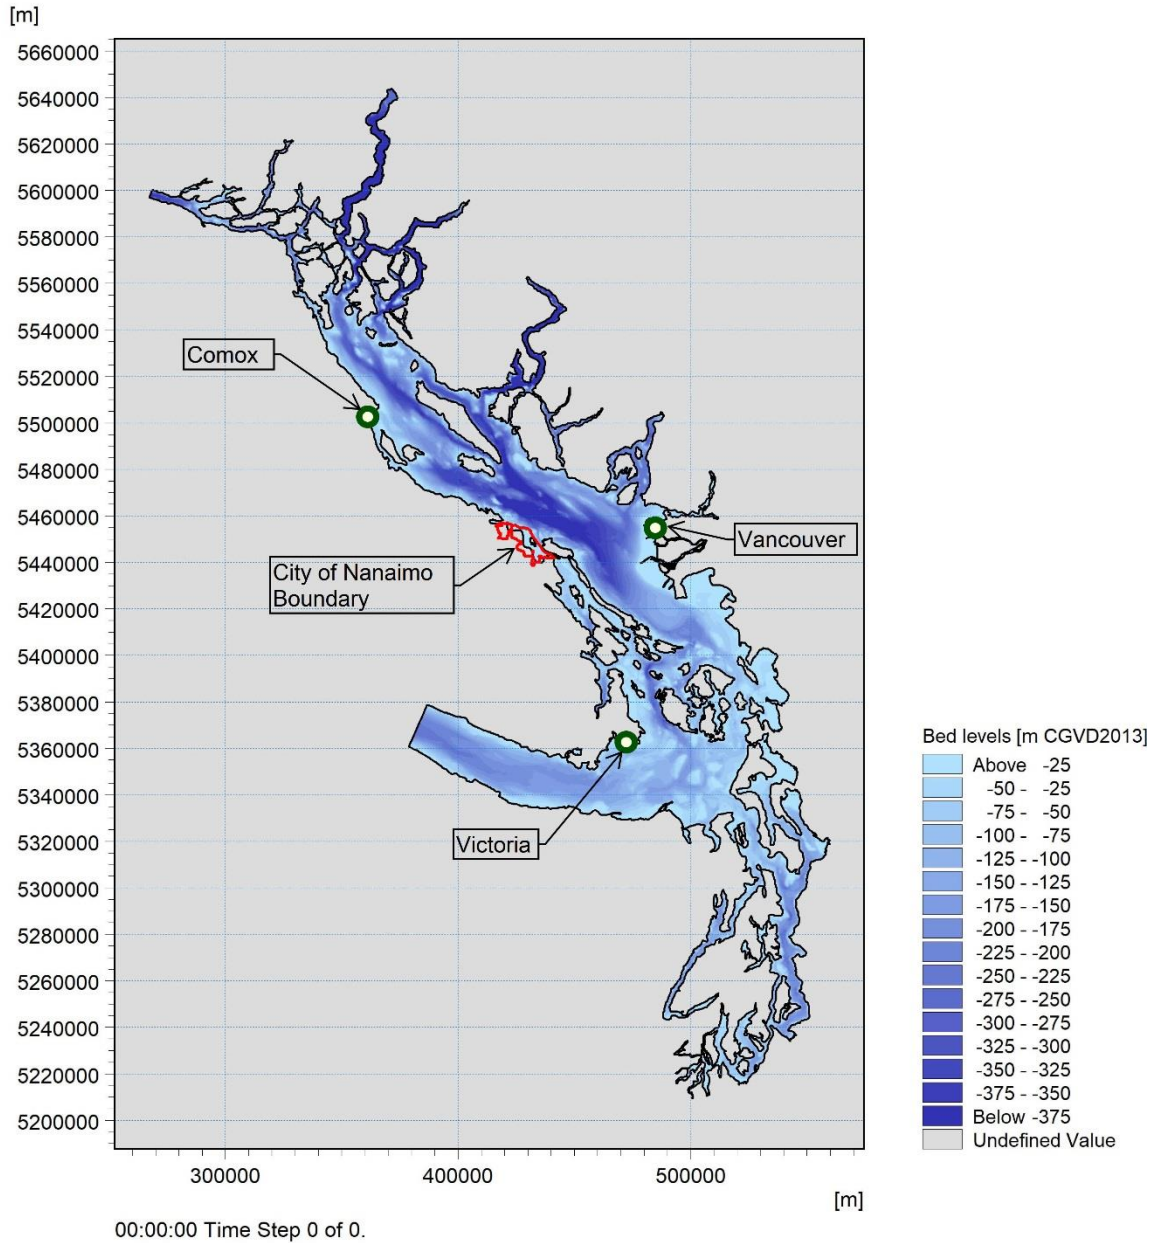 [m]
5660000
5640000
5620000
5600000
5580000
5560000
5540000
5520000
5500000
5480000
5460000
5440000
5420000
5400000
5380000
5360000
5340000
5320000
5300000
5280000
5260000
5240000
5220000
5200000
Comox
Vancouver
City of Nanaimo
Boundary
Victoria
300000 400000 500000
[m]
00:00:00 Time Step 0 of 0.
Bed levels [m CGVD2013]
Above -25
-50 - -25
-75 - -50
-100 - -75
-125 - -100
-150 - -125
-175 - -150
-200 - -175
-225 - -200
-250 - -225
-275 - -250
-300 - -275
-325 - -300
-350 - -325
-375 - -350
Below -375
Undefined Value